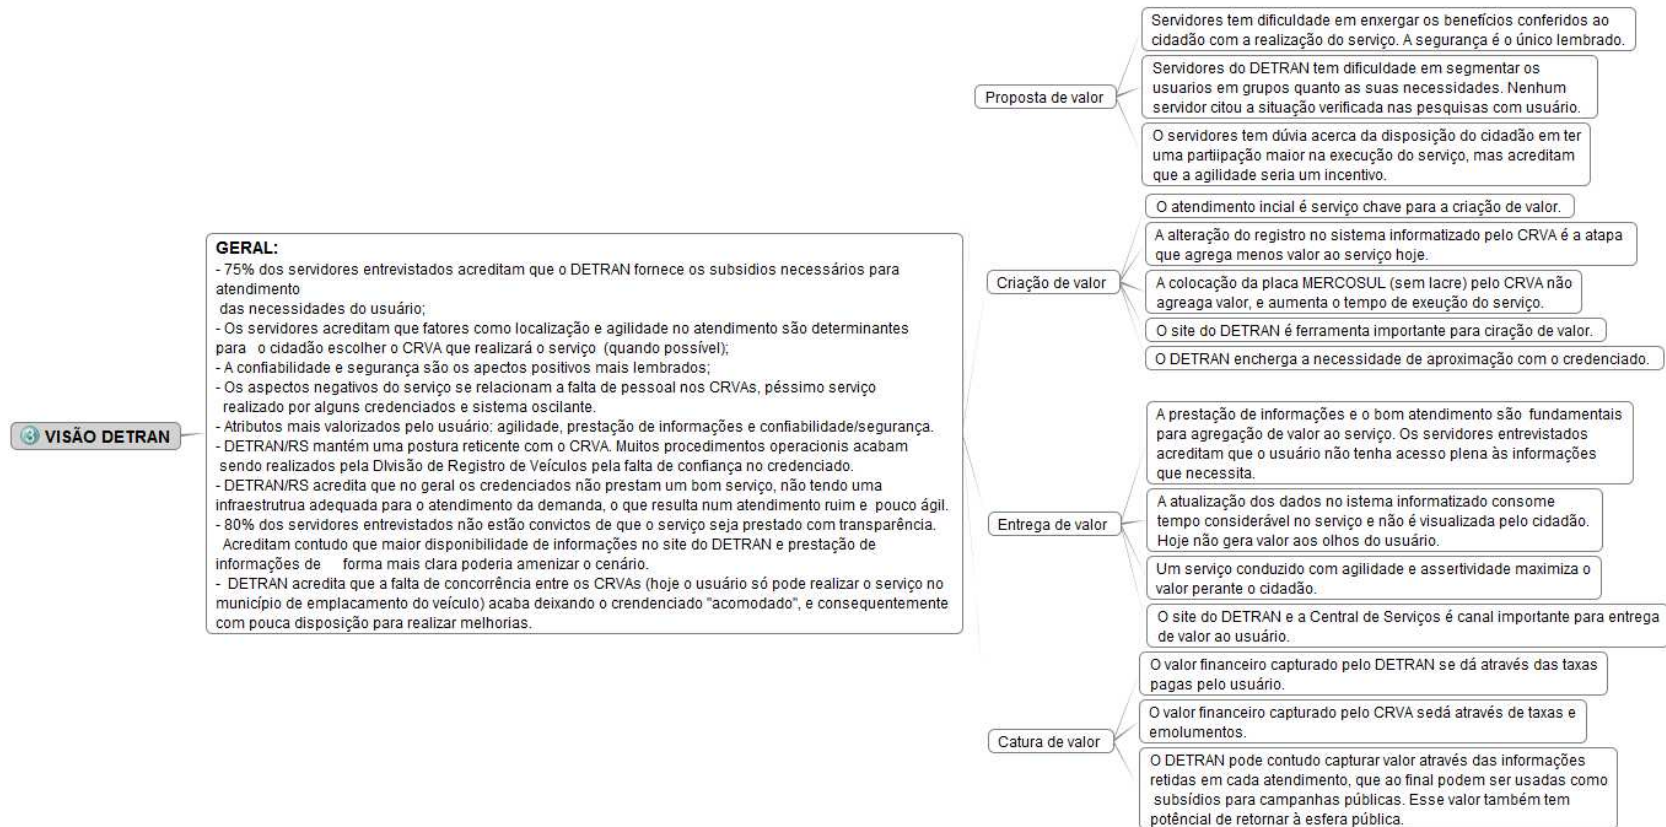 3 VISÃO DETRAN
GERAL:
- 75% dos servidores entrevistados acreditam que o DETRAN fornece os subsidios necessários para
atendimento
das necessidades do usuário;
- Os servidores acreditam que fatores como localização e agilidade no atendimento são determinantes
para o cidadão escolher o CRVA que realizará o serviço (quando possível);
- A confiabilidade e segurança são os apectos positivos mais lembrados;
- Os aspectos negativos do serviço se relacionam a falta de pessoal nos CRVAs, péssimo serviço
realizado por alguns credenciados e sistema oscilante.
- Atributos mais valorizados pelo usuário: agilidade, prestação de informações e confiabilidade/segurança.
- DETRAN/RS mantém uma postura reticente com o CRVA. Muitos procedimentos operacionis acabam
sendo realizados pela DIvisão de Registro de Veículos pela falta de confiança no credenciado.
- DETRAN/RS acredita que no geral os credenciados não prestam um bom serviço, não tendo uma
infraestrutrua adequada para o atendimento da demanda, o que resulta num atendimento ruim e pouco ágil.
- 80% dos servidores entrevistados não estão convictos de que o serviço seja prestado com transparência.
Acreditam contudo que maior disponibilidade de informações no site do DETRAN e prestação de
informações de forma mais clara poderia amenizar o cenário.
- DETRAN acredita que a falta de concorrência entre os CRVAs (hoje o usuário só pode realizar o serviço no
município de emplacamento do veículo) acaba deixando o crendenciado "acomodado", e consequentemente
com pouca disposição para realizar melhorias.
Proposta de valor
Servidores tem dificuldade em enxergar os benefícios conferidos ao
cidadão com a realização do serviço. A segurança é o único lembrado.
Servidores do DETRAN tem dificuldade em segmentar os
usuarios em grupos quanto as suas necessidades. Nenhum
servidor citou a situação verificada nas pesquisas com usuário.
O servidores tem dúvia acerca da disposição do cidadão em ter
uma partiipação maior na execução do serviço, mas acreditam
que a agilidade seria um incentivo.
Criação de valor
O atendimento incial é serviço chave para a criação de valor.
A alteração do registro no sistema informatizado pelo CRVA é a atapa
que agrega menos valor ao serviço hoje.
A colocação da placa MERCOSUL (sem lacre) pelo CRVA não
agreaga valor, e aumenta o tempo de exeução do serviço.
O site do DETRAN é ferramenta importante para ciração de valor.
O DETRAN encherga a necessidade de aproximação com o credenciado.
Entrega de valor
A prestação de informações e o bom atendimento são fundamentais
para agregação de valor ao serviço. Os servidores entrevistados
acreditam que o usuário não tenha acesso plena às informações
que necessita.
A atualização dos dados no istema informatizado consome
tempo considerável no serviço e não é visualizada pelo cidadão.
Hoje não gera valor aos olhos do usuário.
Um serviço conduzido com agilidade e assertividade maximiza o
valor perante o cidadão.
O site do DETRAN e a Central de Serviços é canal importante para entrega
de valor ao usuário.
Catura de valor
O valor financeiro capturado pelo DETRAN se dá através das taxas
pagas pelo usuário.
O valor financeiro capturado pelo CRVA sedá através de taxas e
emolumentos.
O DETRAN pode contudo capturar valor através das informações
retidas em cada atendimento, que ao final podem ser usadas como
subsídios para campanhas públicas. Esse valor também tem
potêncial de retornar à esfera pública.